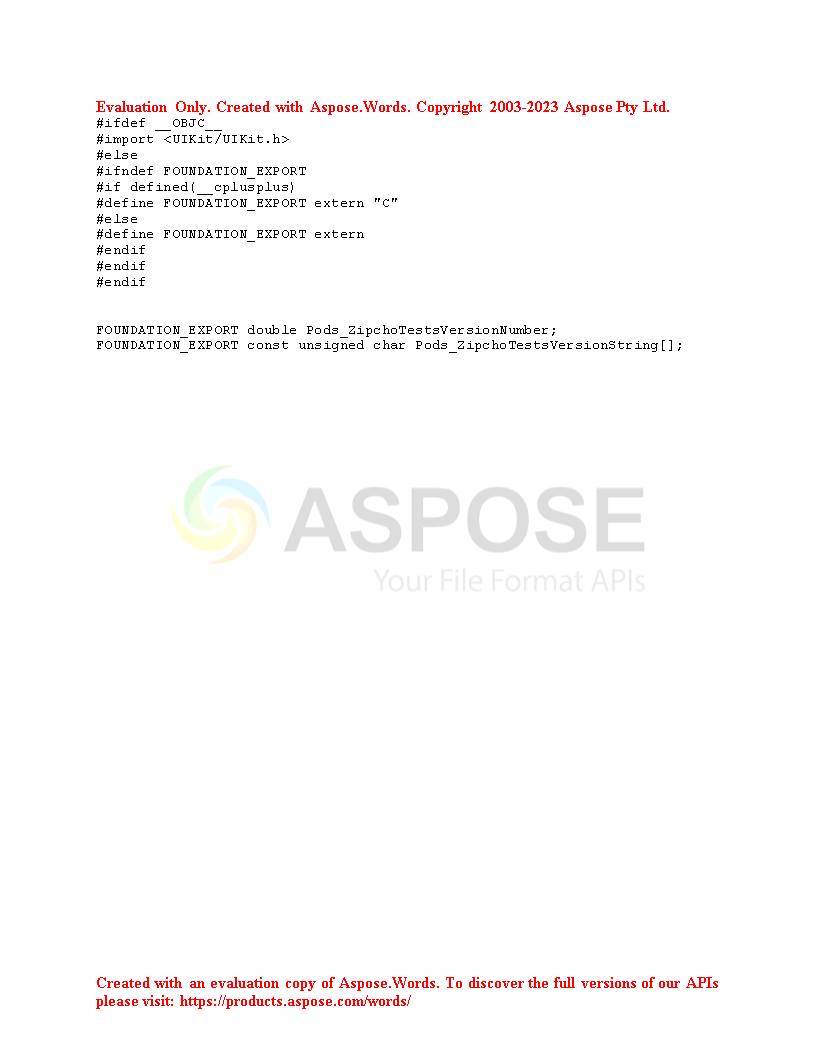 Evaluation Only. Created with Aspose.Words. Copyright 2003-2023 Aspose Pty Ltd.
#ifdef __OBJC__
#import <UIKit/UIKit.h>
#else
#ifndef FOUNDATION_EXPORT
#if defined(__cplusplus)
#define FOUNDATION_EXPORT extern "C"
#else
#define FOUNDATION_EXPORT extern
#endif
#endif
#endif
FOUNDATION_EXPORT double Pods_ZipchoTestsVersionNumber;
FOUNDATION_EXPORT const unsigned char Pods_ZipchoTestsVersionString[];
ASPOSE
Your File Format APIs
Created with an evaluation copy of Aspose.Words. To discover the full versions of our APIs
please visit: https://products.aspose.com/words/